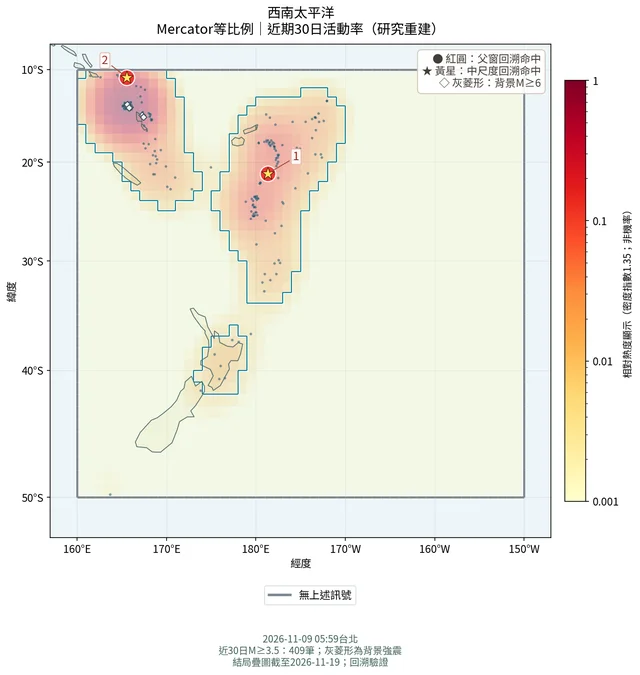 西南太平洋
Mercator等比例｜近期30日活動率（研究重建）
● 紅圓：父窗回溯命中
★ 黃星：中尺度回溯命中
◇ 灰菱形：背景M≥6
2
1
10°S
20°S
30°S
40°S
50°S
緯度
160°E
170°E
180°E
170°W
160°W
150°W
經度
1
0.1
0.01
0.001
相對熱度顯示（密度指數1.35；非機率）
無上述訊號
2026-11-09 05:59台北
近30日M≥3.5：409筆；灰菱形為背景強震
結局疊圖截至2026-11-19；回溯驗證